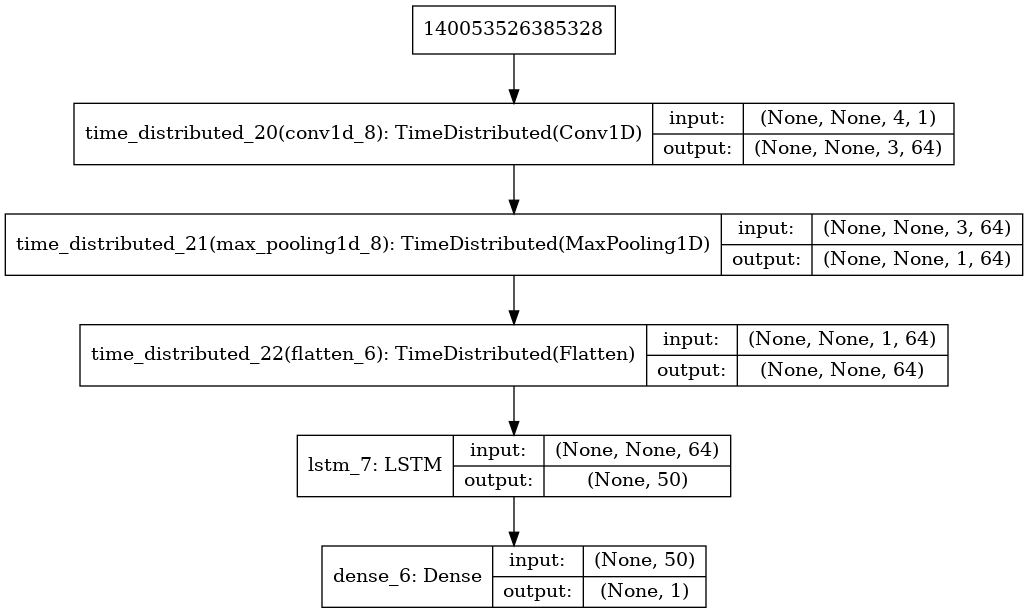 140053526385328
time_distributed_20(conv1d_8): TimeDistributed(Conv1D)
input:
(None, None, 4, 1)
output:
(None, None, 3, 64)
time_distributed_21(max_pooling1d_8): TimeDistributed(MaxPooling1D)
input:
(None, None, 3, 64)
output:
(None, None, 1, 64)
time_distributed_22(flatten_6): TimeDistributed(Flatten)
input:
(None, None, 1, 64)
output:
(None, None, 64)
lstm_7: LSTM
input:
(None, None, 64)
output:
(None, 50)
dense_6: Dense
input:
(None, 50)
output:
(None, 1)